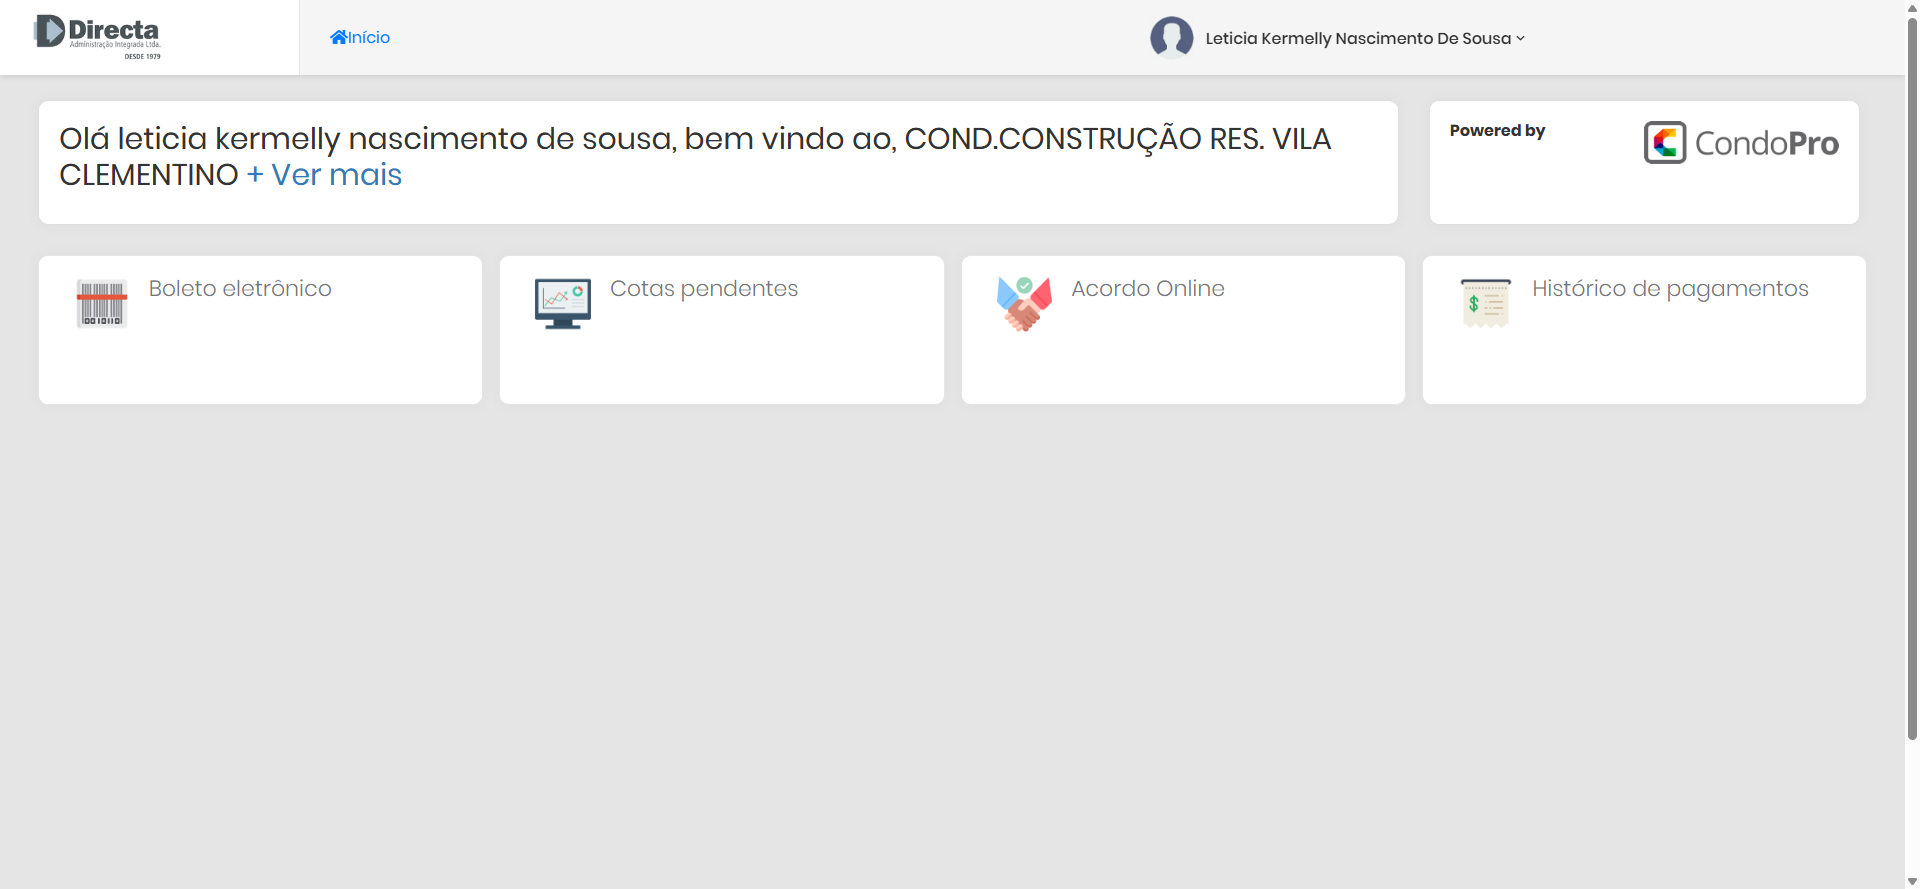 Directa
Administração Integrada Ltda.
DESDE 1979
Início
Leticia Kermelly Nascimento De Sousa
Olá leticia kermelly nascimento de sousa, bem vindo ao, COND.CONSTRUÇÃO RES. VILA
CLEMENTINO + Ver mais
Powered by
CondoPro
Boleto eletrônico
Cotas pendentes
Acordo Online
Histórico de pagamentos